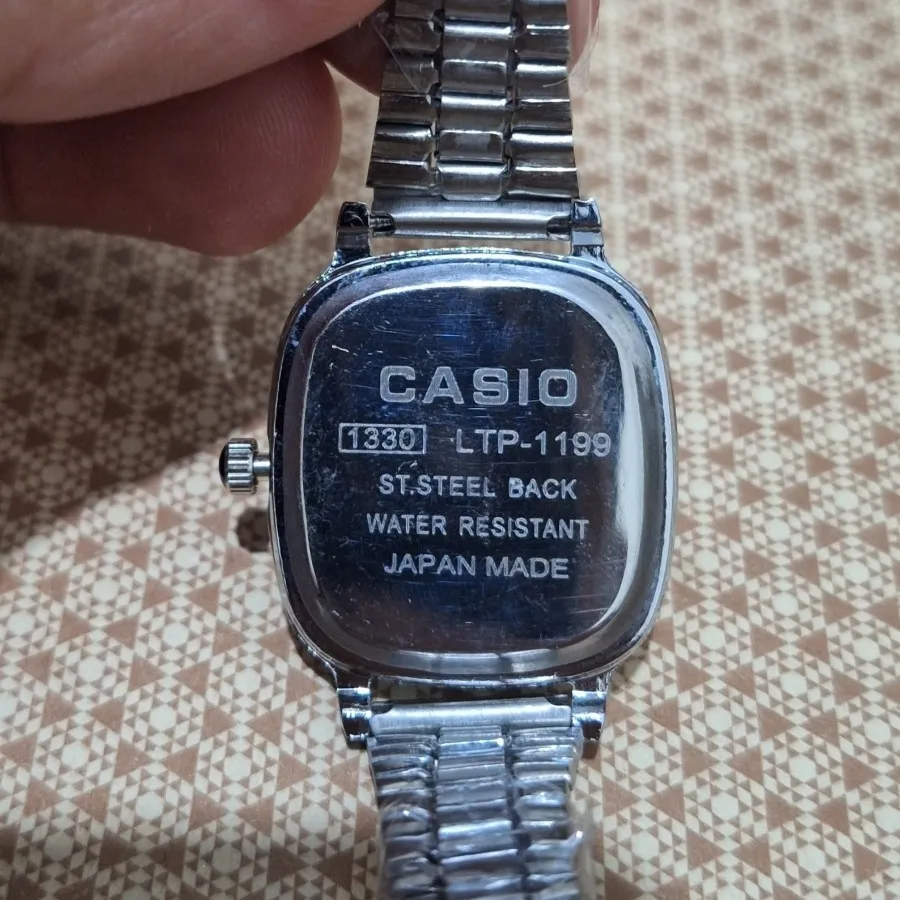 CASIO
1330 LTP-1199
ST.STEEL BACK
WATER RESISTANT
JAPAN MADE